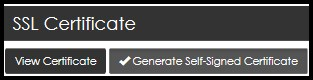 SSL Certificate
View Certificate ✔ Generate Self-Signed Certificate